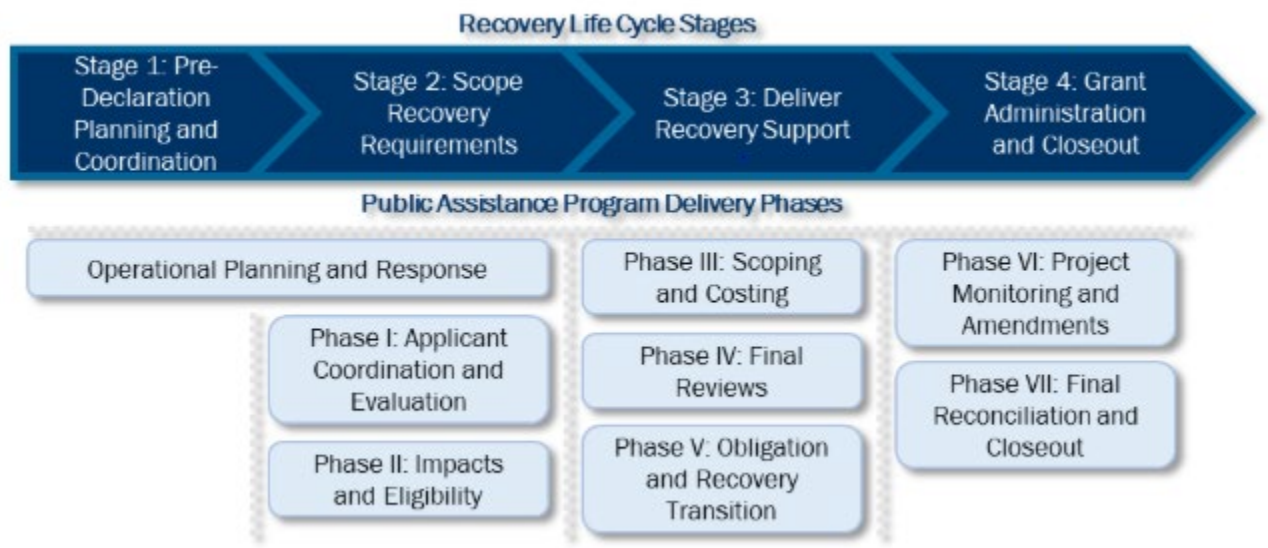 Recovery Life Cycle Stages
Stage 1: Pre-
Declaration
Planning and
Coordination
Stage 2: Scope
Recovery
Requirements
Stage 3: Deliver
Recovery Support
Stage 4: Grant
Administration
and Closeout
Public Assistance Program Delivery Phases
Operational Planning and Response
Phase I: Applicant
Coordination and
Evaluation
Phase II: Impacts
and Eligibility
Phase III: Scoping
and Costing
Phase IV: Final
Reviews
Phase V: Obligation
and Recovery
Transition
Phase VI: Project
Monitoring and
Amendments
Phase VII: Final
Reconciliation and
Closeout